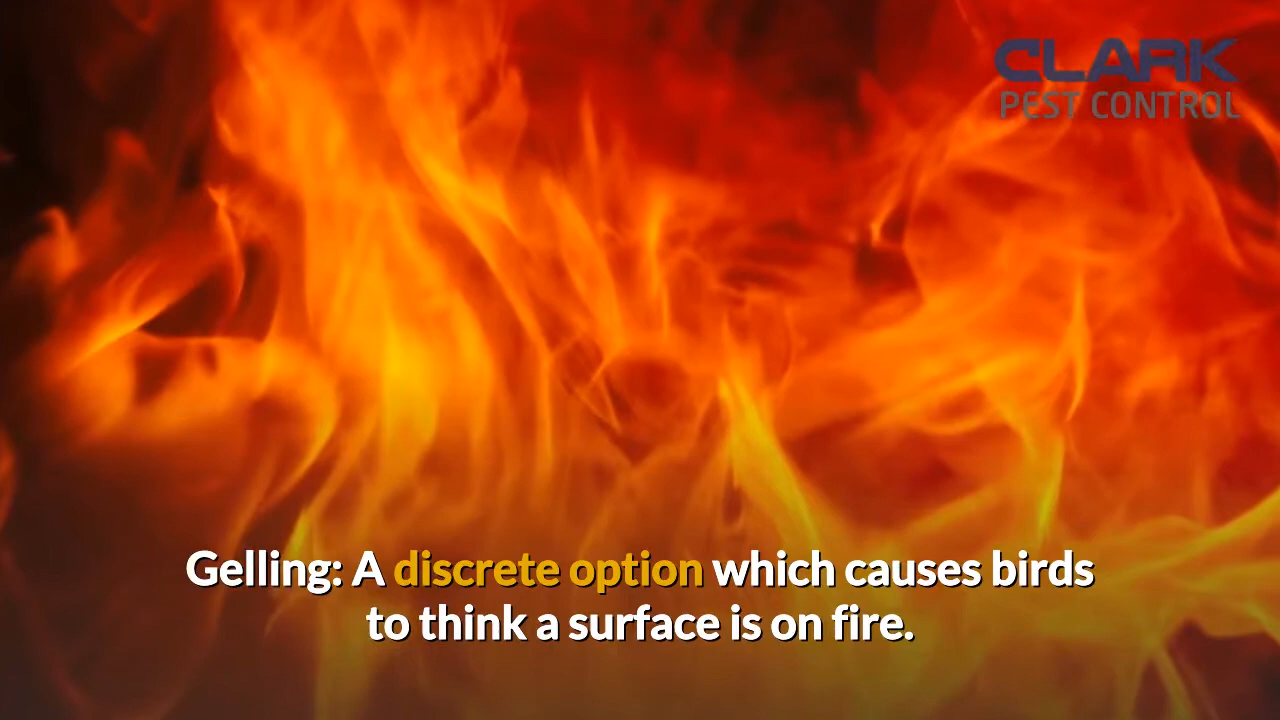 CLARK
PEST CONTROL
Gelling: A discrete option which causes birds
to think a surface is on fire.